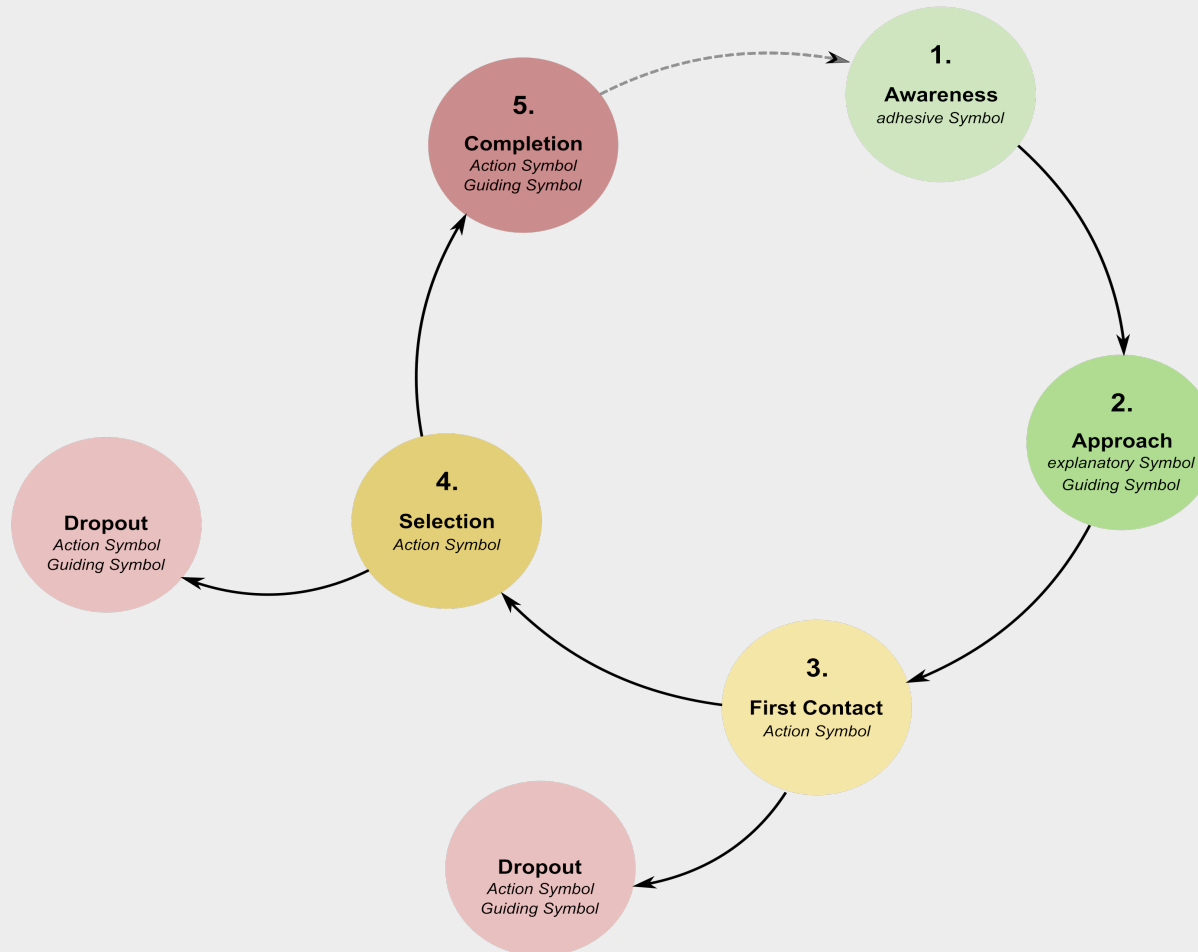 1.
Awareness
adhesive Symbol
2.
Approach
explanatory Symbol
Guiding Symbol
3.
First Contact
Action Symbol
Dropout
Action Symbol
Guiding Symbol
4.
Selection
Action Symbol
Dropout
Action Symbol
Guiding Symbol
5.
Completion
Action Symbol
Guiding Symbol